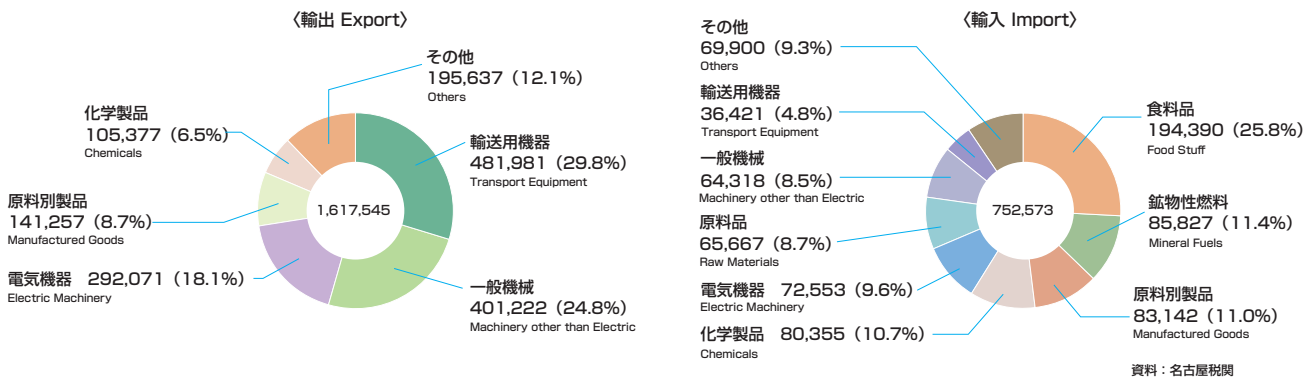 〈輸出 Export〉
その他
195,637（12.1%）
Others
輸送用機器
481,981（29.8%）
Transport Equipment
一般機械
401,222（24.8%）
Machinery other than Electric
電気機器 292,071（18.1%）
Electric Machinery
原料別製品
141,257（8.7%）
Manufactured Goods
化学製品
105,377（6.5%）
Chemicals
1,617,545
〈輸入 Import〉
その他
69,900（9.3%）
Others
輸送用機器
36,421（4.8%）
Transport Equipment
一般機械
64,318（8.5%）
Machinery other than Electric
原料品
65,667（8.7%）
Raw Materials
電気機器 72,553（9.6%）
Electric Machinery
化学製品 80,355（10.7%）
Chemicals
752,573
食料品
194,390（25.8%）
Food Stuff
鉱物性燃料
85,827（11.4%）
Mineral Fuels
原料別製品
83,142（11.0%）
Manufactured Goods
資料：名古屋税関